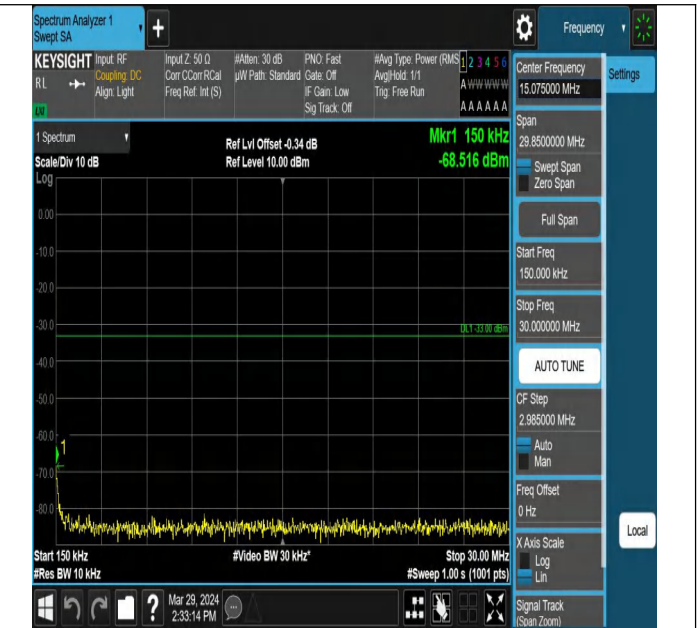 Spectrum Analyzer 1
Swept SA
+
Frequency
KEYSIGHT
RL
LXI
Input: RF
Coupling: DC
Align: Light
Input Z: 50 Ω
Corr CCorr RCal
Freq Ref: Int (S)
#Atten: 30 dB
µW Path: Standard
PNO: Fast
Gate: Off
IF Gain: Low
Sig Track: Off
#Avg Type: Power (RMS
Avg|Hold: 1/1
Trig: Free Run
1 2 3 4 5 6
A W W W W W
A A A A A A
Center Frequency
15.075000 MHz
Settings
Span
29.8500000 MHz
Swept Span
Zero Span
Full Span
Start Freq
150.000 kHz
Stop Freq
30.000000 MHz
AUTO TUNE
CF Step
2.985000 MHz
Auto
Man
Freq Offset
0 Hz
X Axis Scale
Log
Lin
Signal Track
(Span Zoom)
Local
1 Spectrum
Scale/Div 10 dB
Log
Ref Lvl Offset -0.34 dB
Ref Level 10.00 dBm
Mkr1 150 kHz
-68.516 dBm
0.00
-10.0
-20.0
-30.0
DL1 -33.00 dBm
-40.0
-50.0
-60.0
1
-70.0
-80.0
Start 150 kHz
#Res BW 10 kHz
#Video BW 30 kHz*
Stop 30.00 MHz
#Sweep 1.00 s (1001 pts)
?
Mar 29, 2024
2:33:14 PM